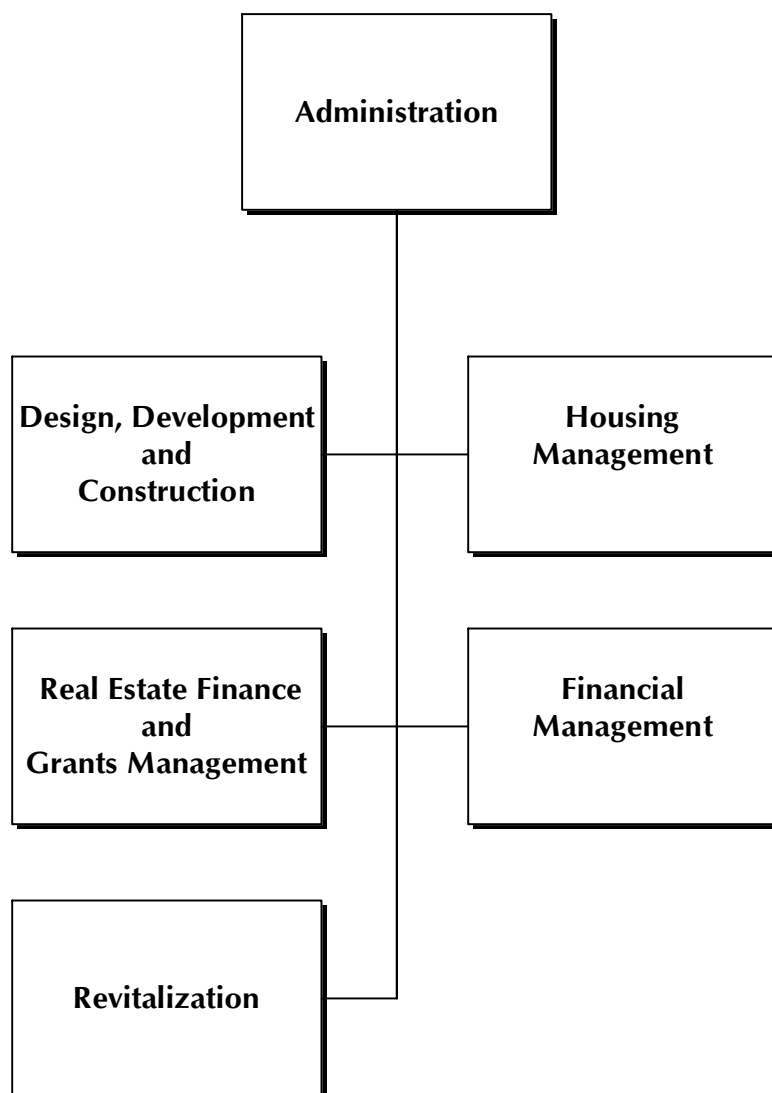 Administration
Design, Development
and
Construction
Housing
Management
Real Estate Finance
and
Grants Management
Financial
Management
Revitalization